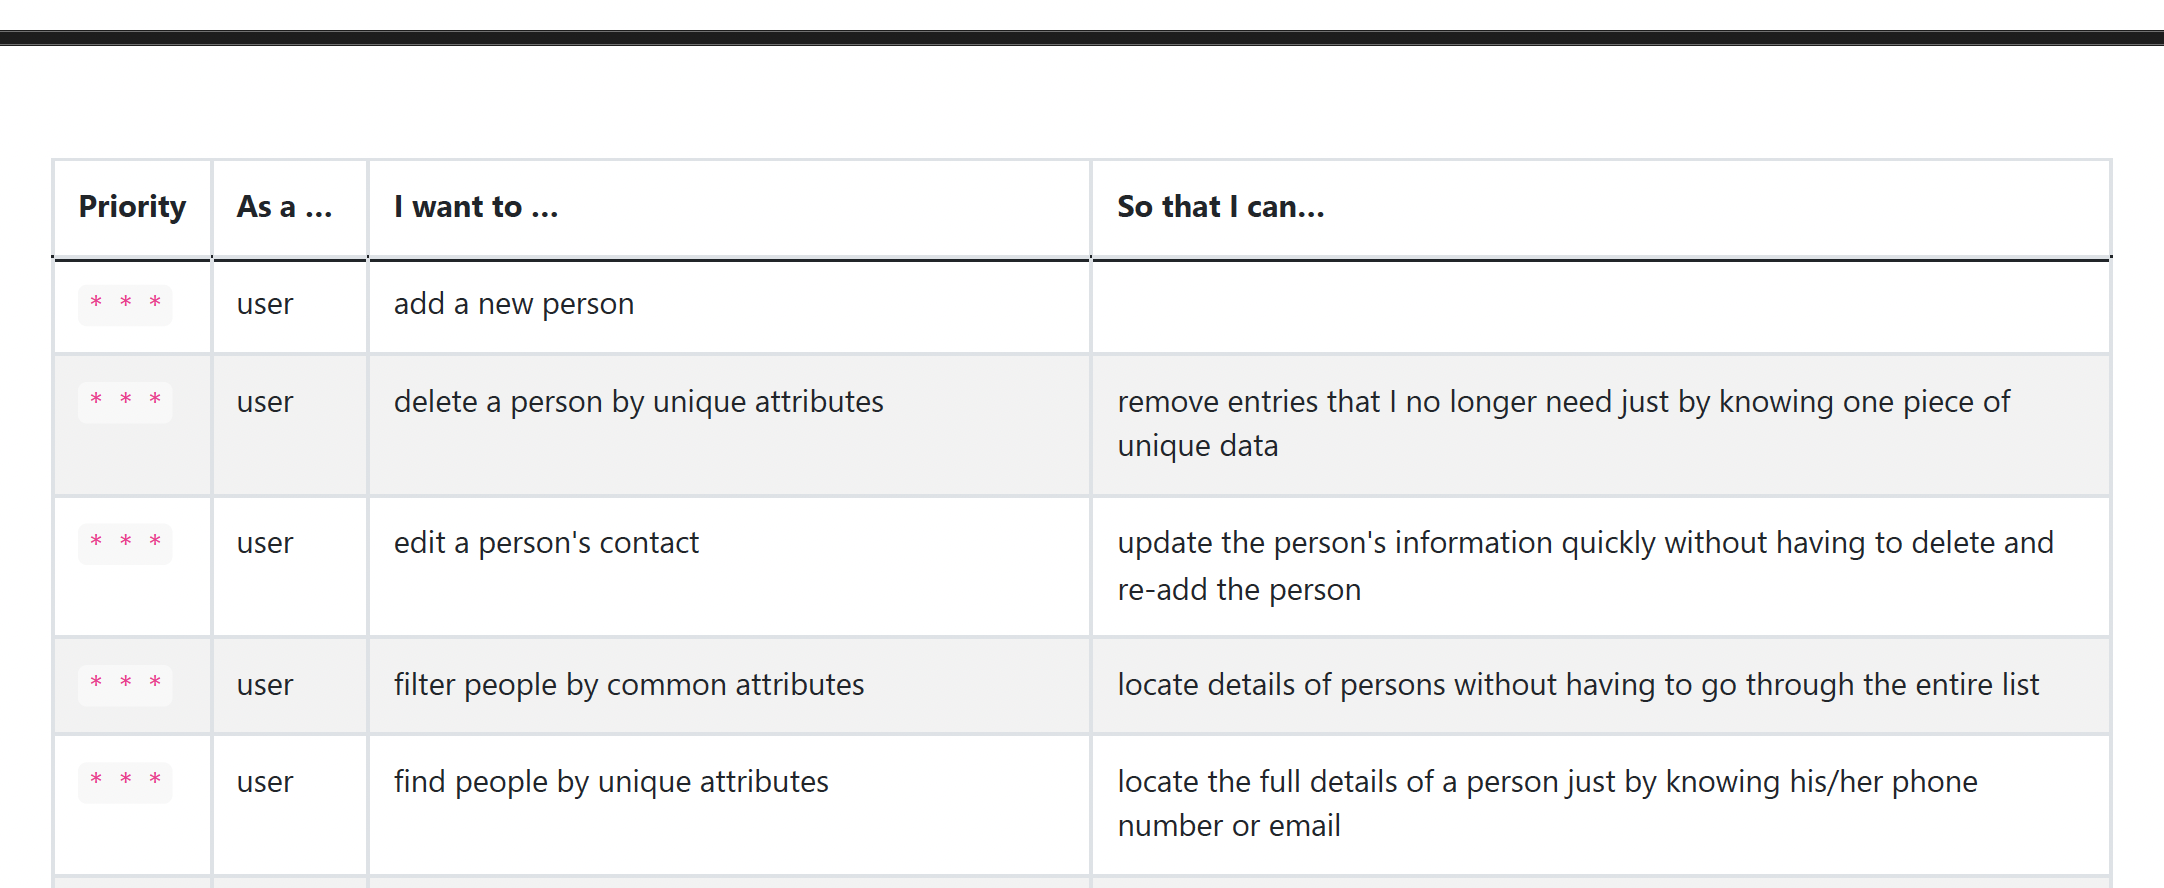 Priority As a ... I want to ... So that I can...
* * * user add a new person
* * * user delete a person by unique attributes remove entries that I no longer need just by knowing one piece of
unique data
* * * user edit a person's contact update the person's information quickly without having to delete and
re-add the person
* * * user filter people by common attributes locate details of persons without having to go through the entire list
* * * user find people by unique attributes locate the full details of a person just by knowing his/her phone
number or email